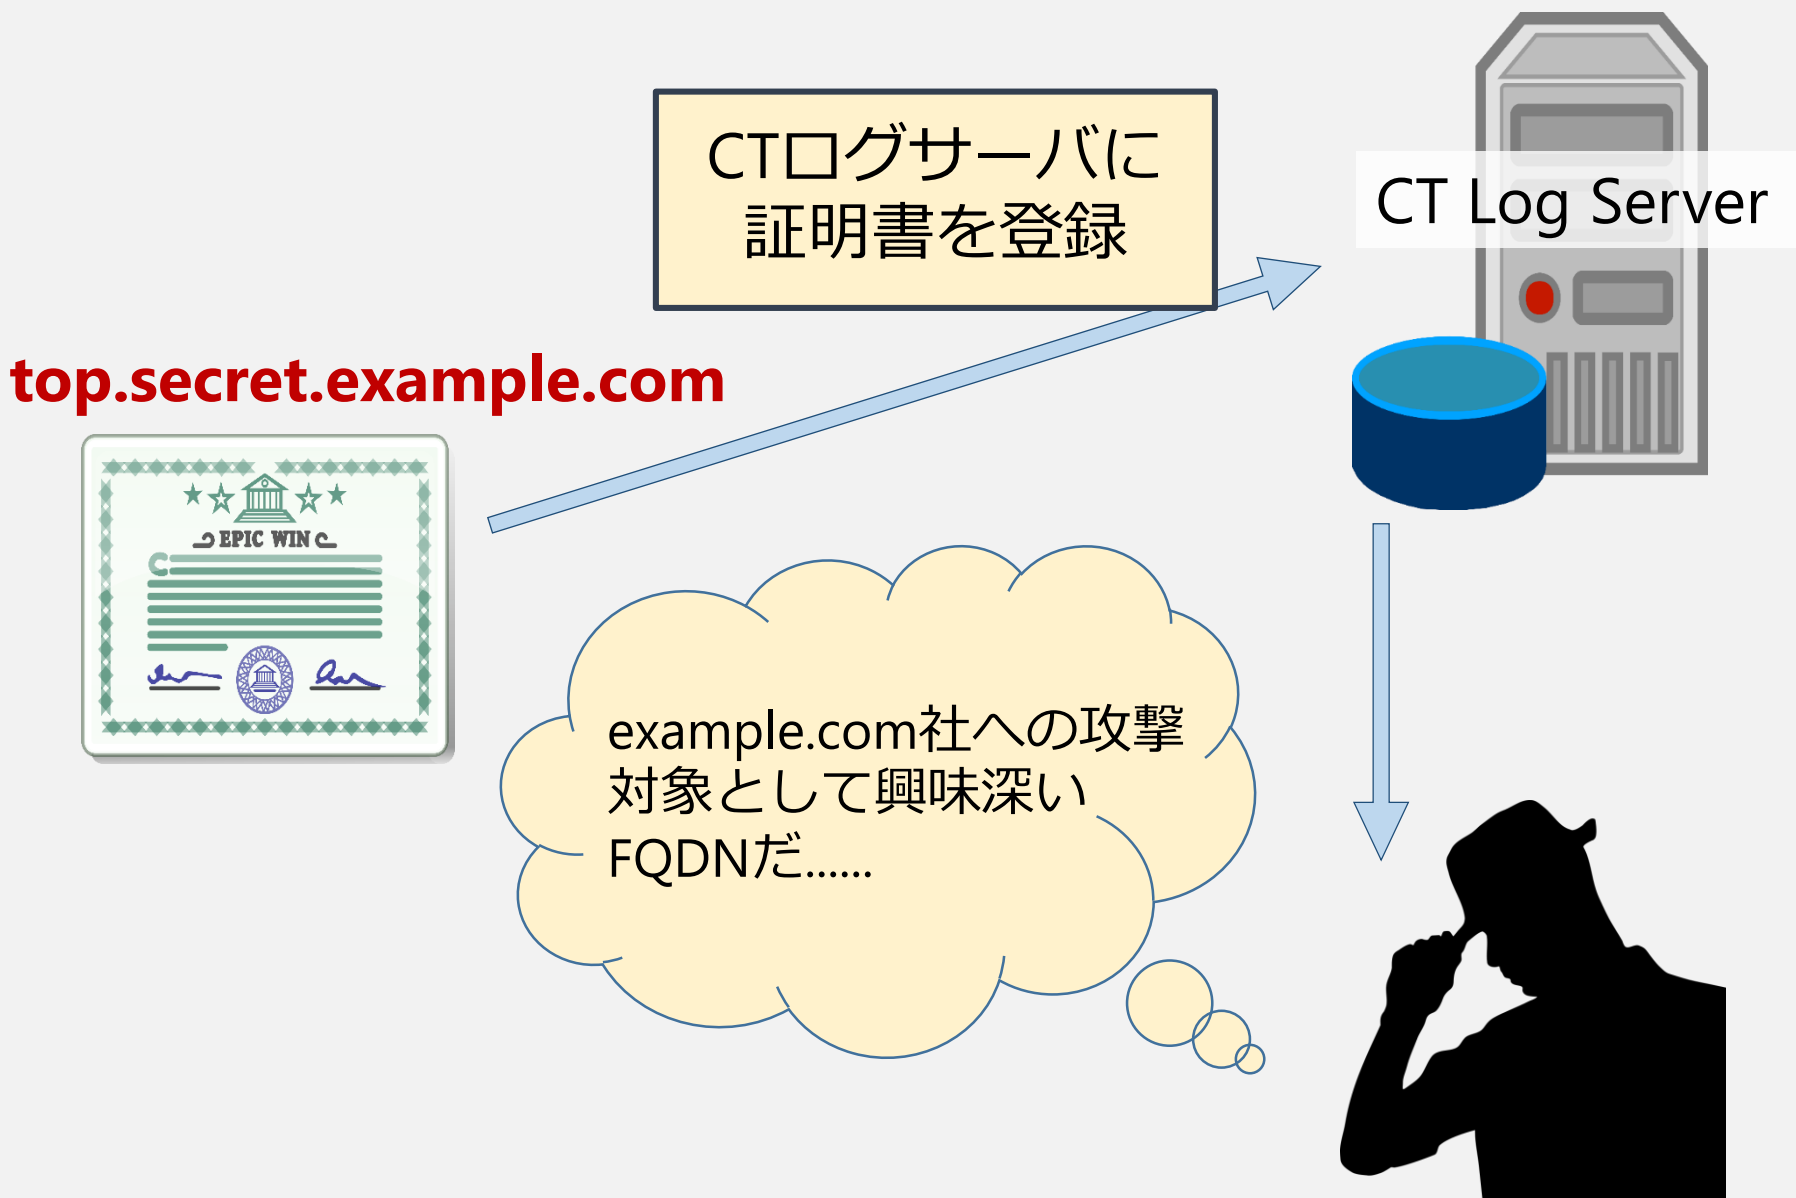 CTログサーバに
証明書を登録
CT Log Server
top.secret.example.com
EPIC WIN
example.com社への攻撃
対象として興味深い
FQDNだ......